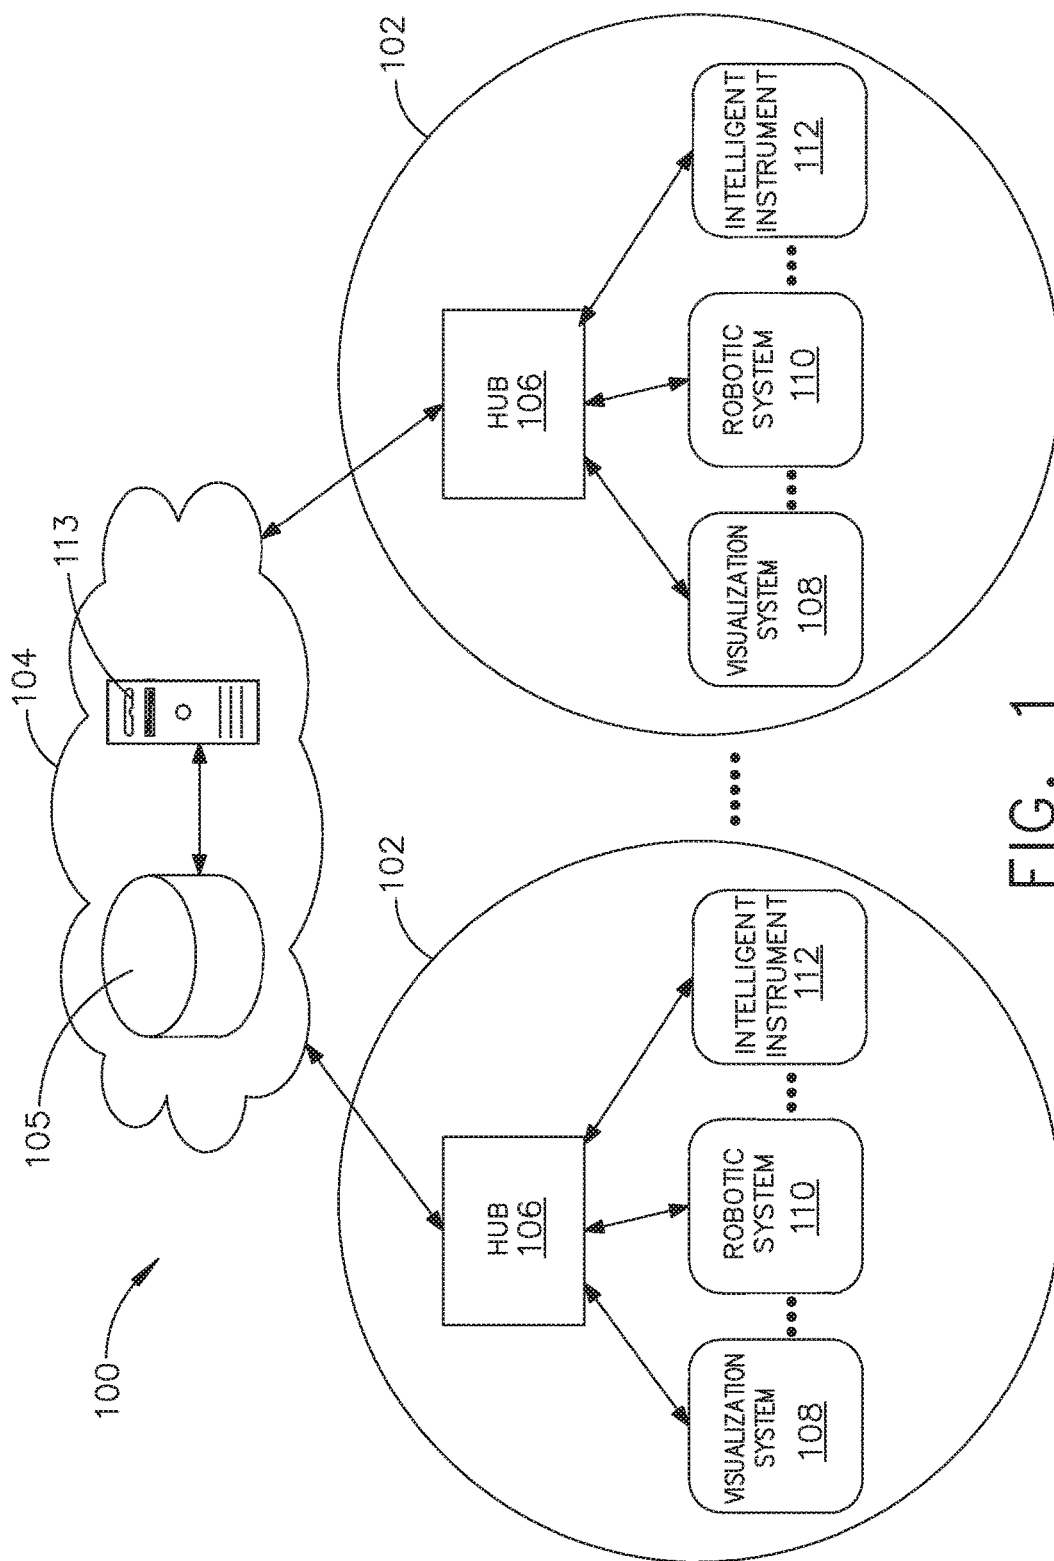 100
105
104
113
102
HUB
106
VISUALIZATION
SYSTEM
108
ROBOTIC
SYSTEM
110
INTELLIGENT
INSTRUMENT
112
102
HUB
106
VISUALIZATION
SYSTEM
108
ROBOTIC
SYSTEM
110
INTELLIGENT
INSTRUMENT
112
FIG. 1